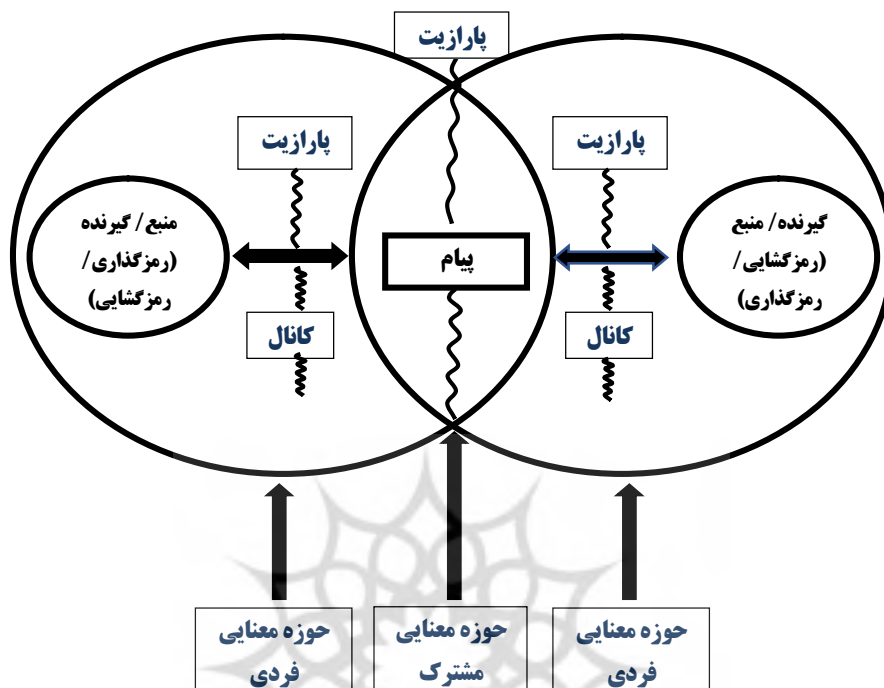 پارازیت
پارازیت
پارازیت
گیرنده/ منبع
(رمزگشایی/
رمزگذاری)
پیام
منبع/ گیرنده
(رمزگذاری/
رمزگشایی)
کانال
کانال
حوزه معنایی
فردی
حوزه معنایی
مشترک
حوزه معنایی
فردی